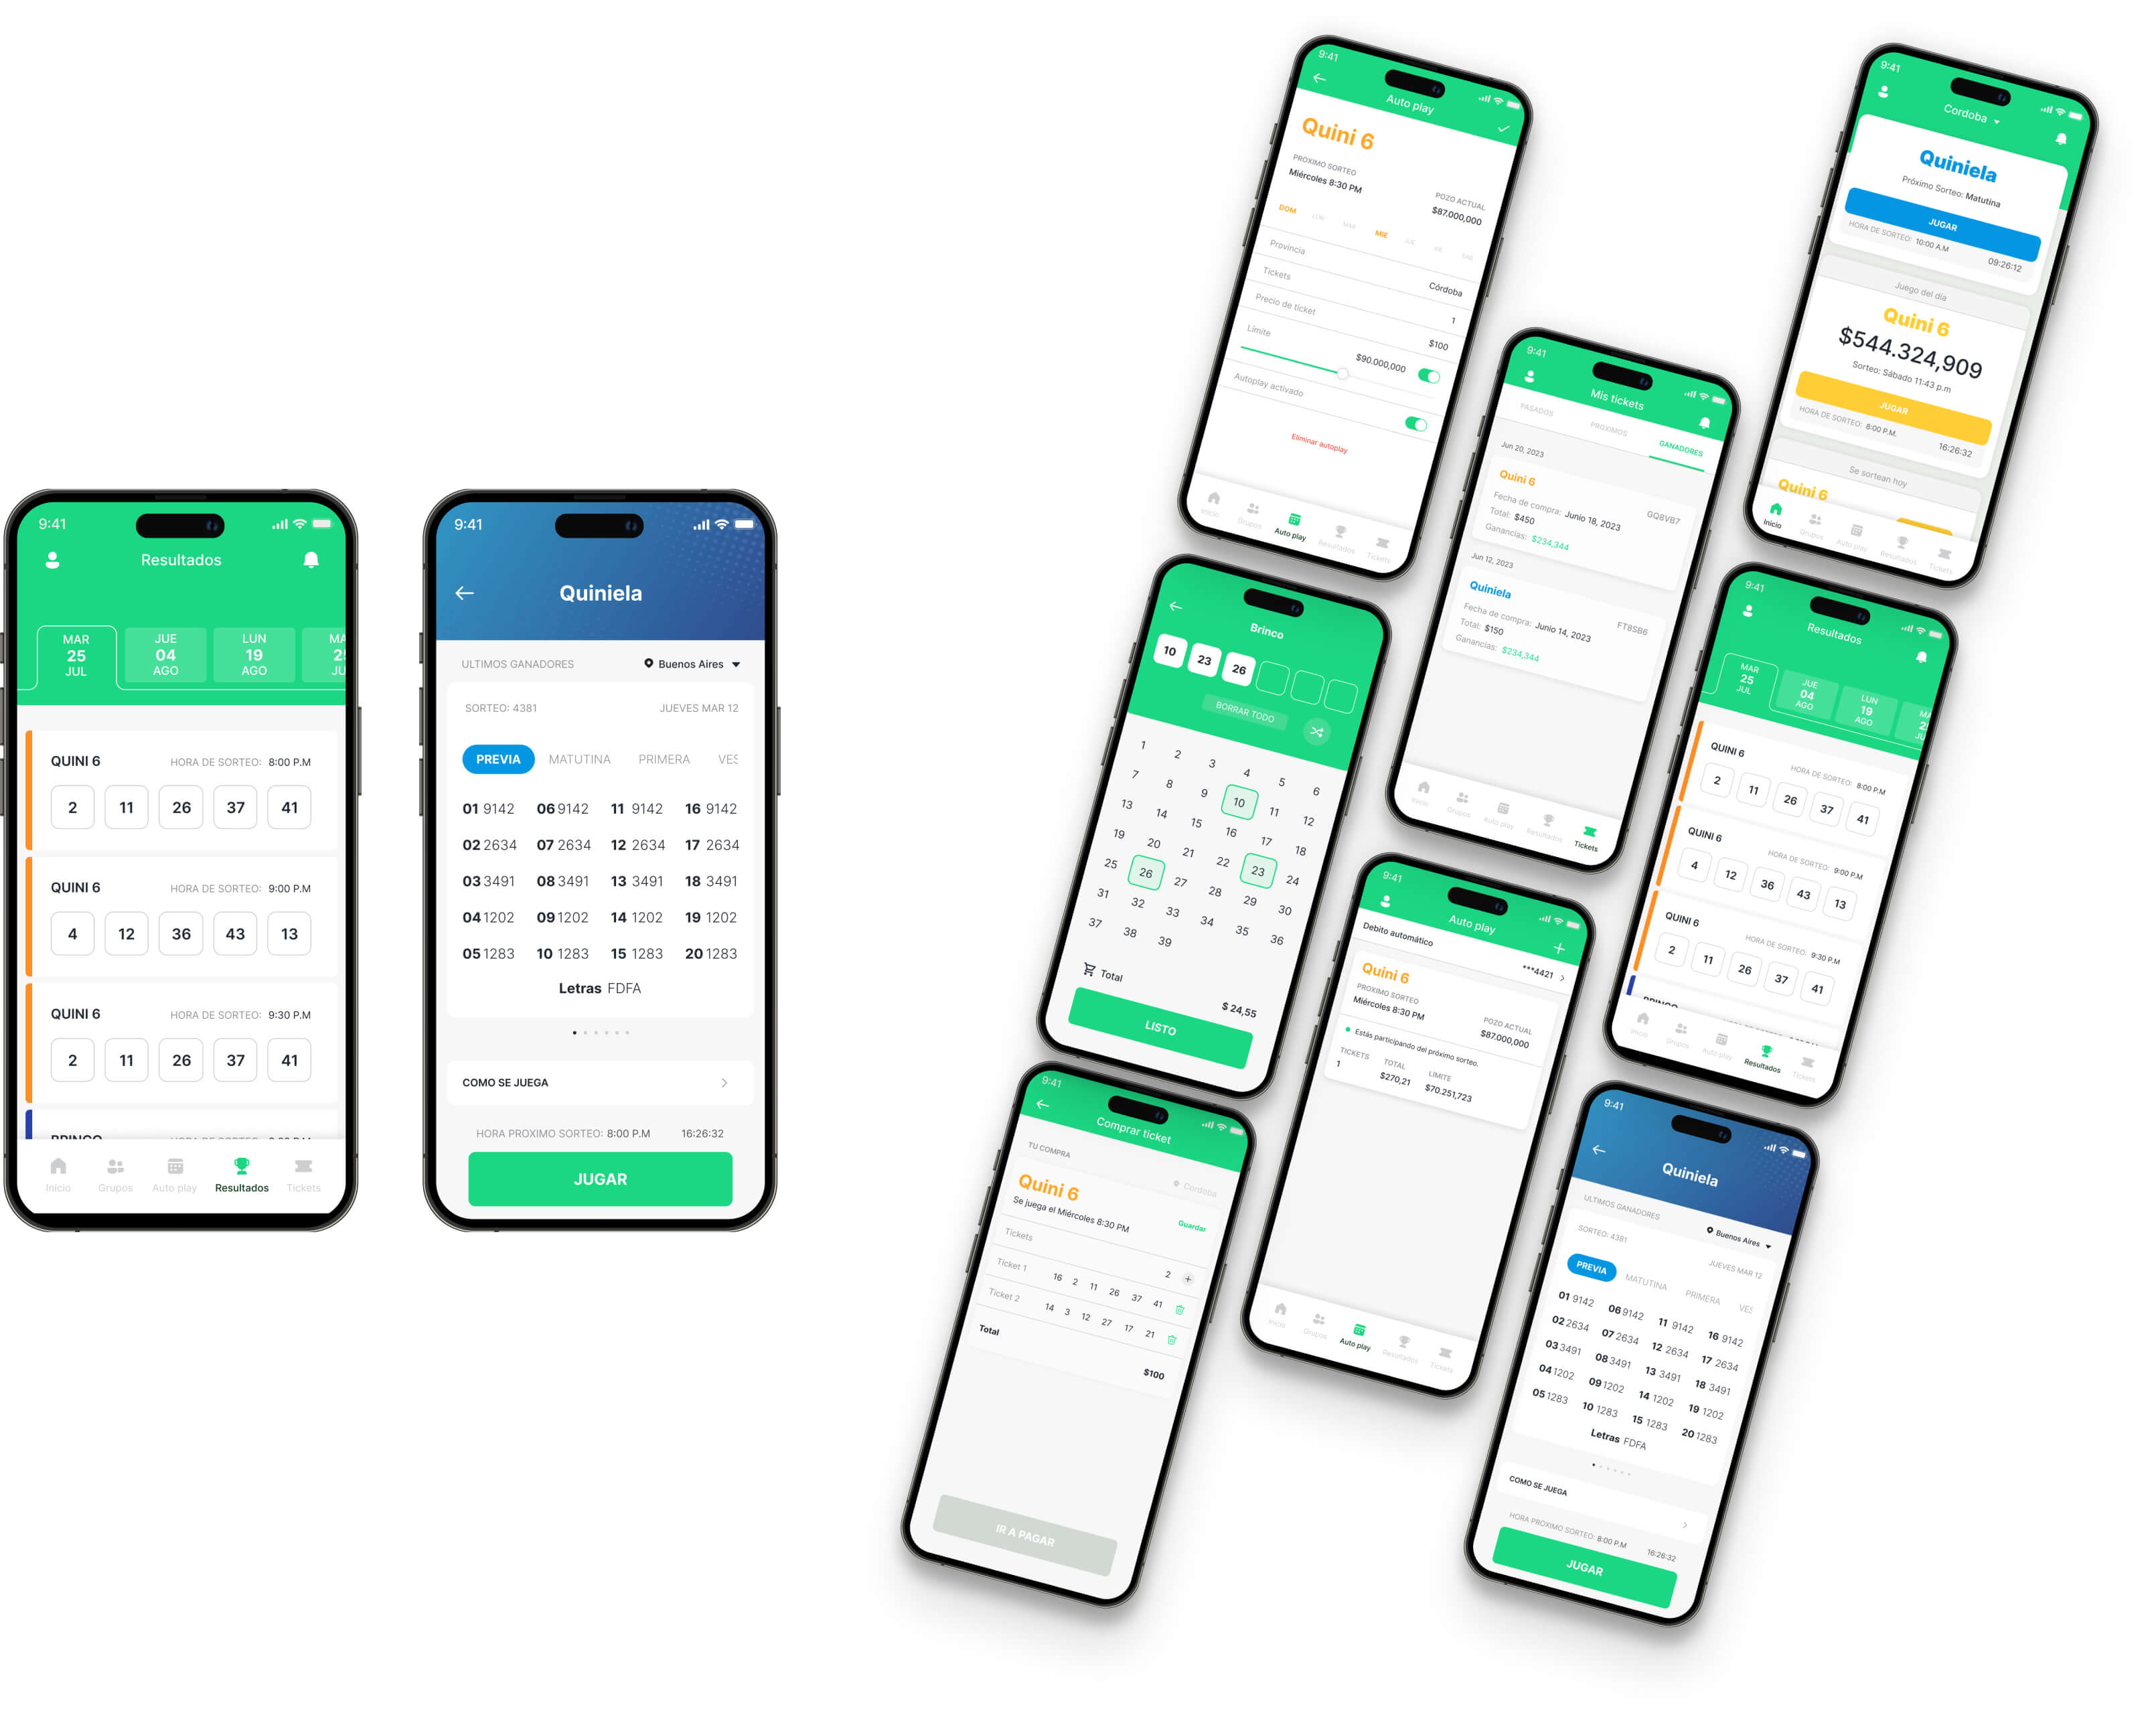 9:41
Resultados
MAR 25 JUL
JUE 04 AGO
LUN 19 AGO
MA 2 JU
QUINI 6 HORA DE SORTEO: 8:00 P.M
2 11 26 37 41
QUINI 6 HORA DE SORTEO: 9:00 P.M
4 12 36 43 13
QUINI 6 HORA DE SORTEO: 9:30 P.M
2 11 26 37 41
BRINCO
Inicio Grupos Auto play Resultados Tickets
9:41
Quiniela
ULTIMOS GANADORES Buenos Aires
SORTEO: 4381 JUEVES MAR 12
PREVIA MATUTINA PRIMERA VES
01 9142 06 9142 11 9142 16 9142
02 2634 07 2634 12 2634 17 2634
03 3491 08 3491 13 3491 18 3491
04 1202 09 1202 14 1202 19 1202
05 1283 10 1283 15 1283 20 1283
Letras FDFA
COMO SE JUEGA
HORA PROXIMO SORTEO: 8:00 P.M 16:26:32
JUGAR
9:41
Auto play
Quini 6
PROXIMO SORTEO POZO ACTUAL
Miércoles 8:30 PM $87.000,000
DOM LUN MAR MIE JUE VIE SAB
Provincia Córdoba
Tickets 1
Precio de ticket $100
Limite $90.000,000
Autoplay activado
Eliminar autoplay
Inicio Grupos Auto play Resultados Tickets
9:41
Mis tickets
PASADOS PROXIMOS GANADORES
Jun 20, 2023
Quini 6 GQ8VB7
Fecha de compra: Junio 18, 2023
Total: $450
Ganancias: $234,344
Jun 12, 2023
Quiniela FT8SB6
Fecha de compra: Junio 14, 2023
Total: $150
Ganancias: $234,344
Inicio Grupos Auto play Resultados Tickets
9:41
Cordoba
Quiniela
Próximo Sorteo: Matutina
JUGAR
HORA DE SORTEO: 10:00 A.M 09:26:12
Juego del día
Quini 6
$544.324,909
Sorteo; Sábado 11:43 p.m
JUGAR
HORA DE SORTEO: 8:00 P.M. 16:26:32
Se sortean hoy
Quini 6
Inicio Grupos Auto play Resultados Tickets
Brinco
10 23 26
BORRAR TODO
1 2 3 4 5 6
7 8 9 10 11 12
13 14 15 16 17 18
19 20 21 22 23 24
25 26 27 28 29 30
31 32 33 34 35 36
37 38 39
Total $ 24,55
LISTO
9:41
Auto play
Debito automático ***4421
Quini 6
PROXIMO SORTEO POZO ACTUAL
Miércoles 8:30 PM $87.000,000
Estás participando del próximo sorteo.
TICKETS TOTAL LIMITE
1 $270,21 $70.251,723
Inicio Grupos Auto play Resultados Tickets
9:41
Resultados
MAR 25 JUL
JUE 04 AGO
LUN 19 AGO
MA 2 JU
QUINI 6 HORA DE SORTEO: 8:00 P.M
2 11 26 37 41
QUINI 6 HORA DE SORTEO: 9:00 P.M
4 12 36 43 13
QUINI 6 HORA DE SORTEO: 9:30 P.M
2 11 26 37 41
BRINCO
Inicio Grupos Auto play Resultados Tickets
9:41
Comprar ticket
TU COMPRA
Cordoba
Quini 6
Se juega el Miércoles 8:30 PM Guardar
Tickets 2 +
Ticket 1 16 2 11 26 37 41
Ticket 2 14 3 12 27 17 21
Total $100
IR A PAGAR
9:41
Quiniela
ULTIMOS GANADORES Buenos Aires
SORTEO: 4381 JUEVES MAR 12
PREVIA MATUTINA PRIMERA VES
01 9142 06 9142 11 9142 16 9142
02 2634 07 2634 12 2634 17 2634
03 3491 08 3491 13 3491 18 3491
04 1202 09 1202 14 1202 19 1202
05 1283 10 1283 15 1283 20 1283
Letras FDFA
COMO SE JUEGA
HORA PROXIMO SORTEO: 8:00 P.M 16:26:32
JUGAR